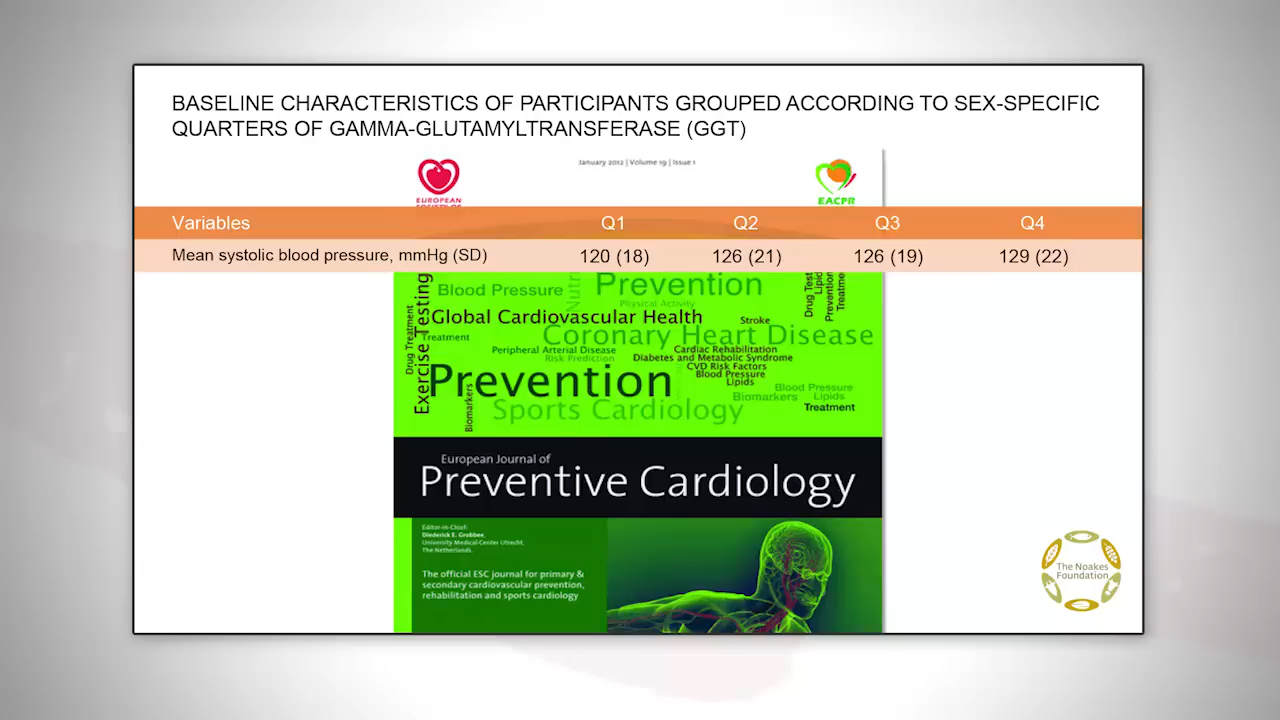 BASELINE CHARACTERISTICS OF PARTICIPANTS GROUPED ACCORDING TO SEX-SPECIFIC
QUARTERS OF GAMMA-GLUTAMYLTRANSFERASE (GGT)
January 2012 | Volume 19 | Issue 1
EUROPEAN
EACPR
Variables Q1 Q2 Q3 Q4
Mean systolic blood pressure, mmHg (SD) 120 (18) 126 (21) 126 (19) 129 (22)
Exercise Testing
Drug Treatment
Blood Pressure
Prevention
Physical Activity
Global Cardiovascular Health
Stroke
Treatment
Coronary Heart Disease
Peripheral Arterial Disease
Cardiac Rehabilitation
Risk Prediction
Diabetes and Metabolic Syndrome
CVD Risk Factors
Blood Pressure
Lipids
Prevention
Biomarkers
Blood Pressure
Biomarkers
Lipids
Treatment
Sports Cardiology
European Journal of
Preventive Cardiology
Editor-in-Chief:
Diederick E. Grobbee,
University Medical Center Utrecht,
The Netherlands.
The official ESC journal for primary &
secondary cardiovascular prevention,
rehabilitation and sports cardiology
The Noakes
Foundation